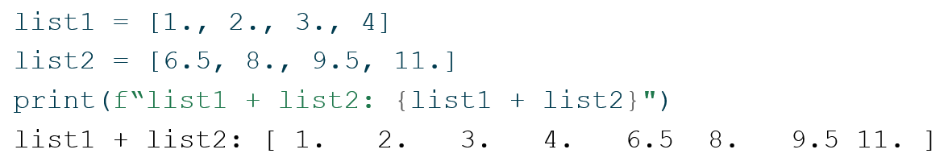 list1 = [1., 2., 3., 4]
list2 = [6.5, 8., 9.5, 11.]
print(f“list1 + list2: {list1 + list2}")
list1 + list2: [ 1.   2.   3.   4.   6.5  8.   9.5 11. ]